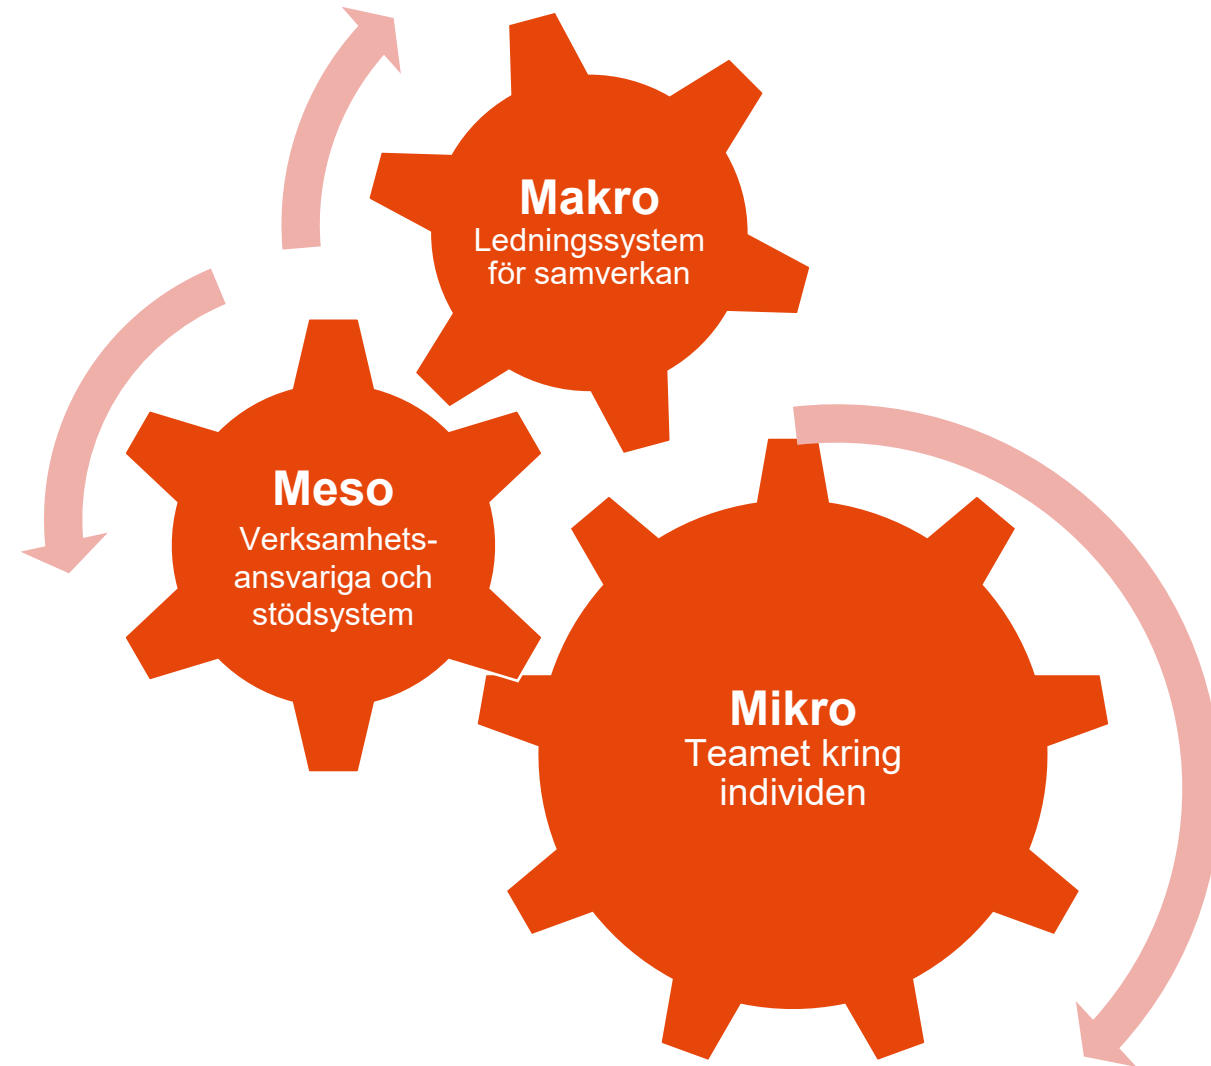 Makro
Ledningssystem
för samverkan
Meso
Verksamhets-
ansvariga och
stödsystem
Mikro
Teamet kring
individen